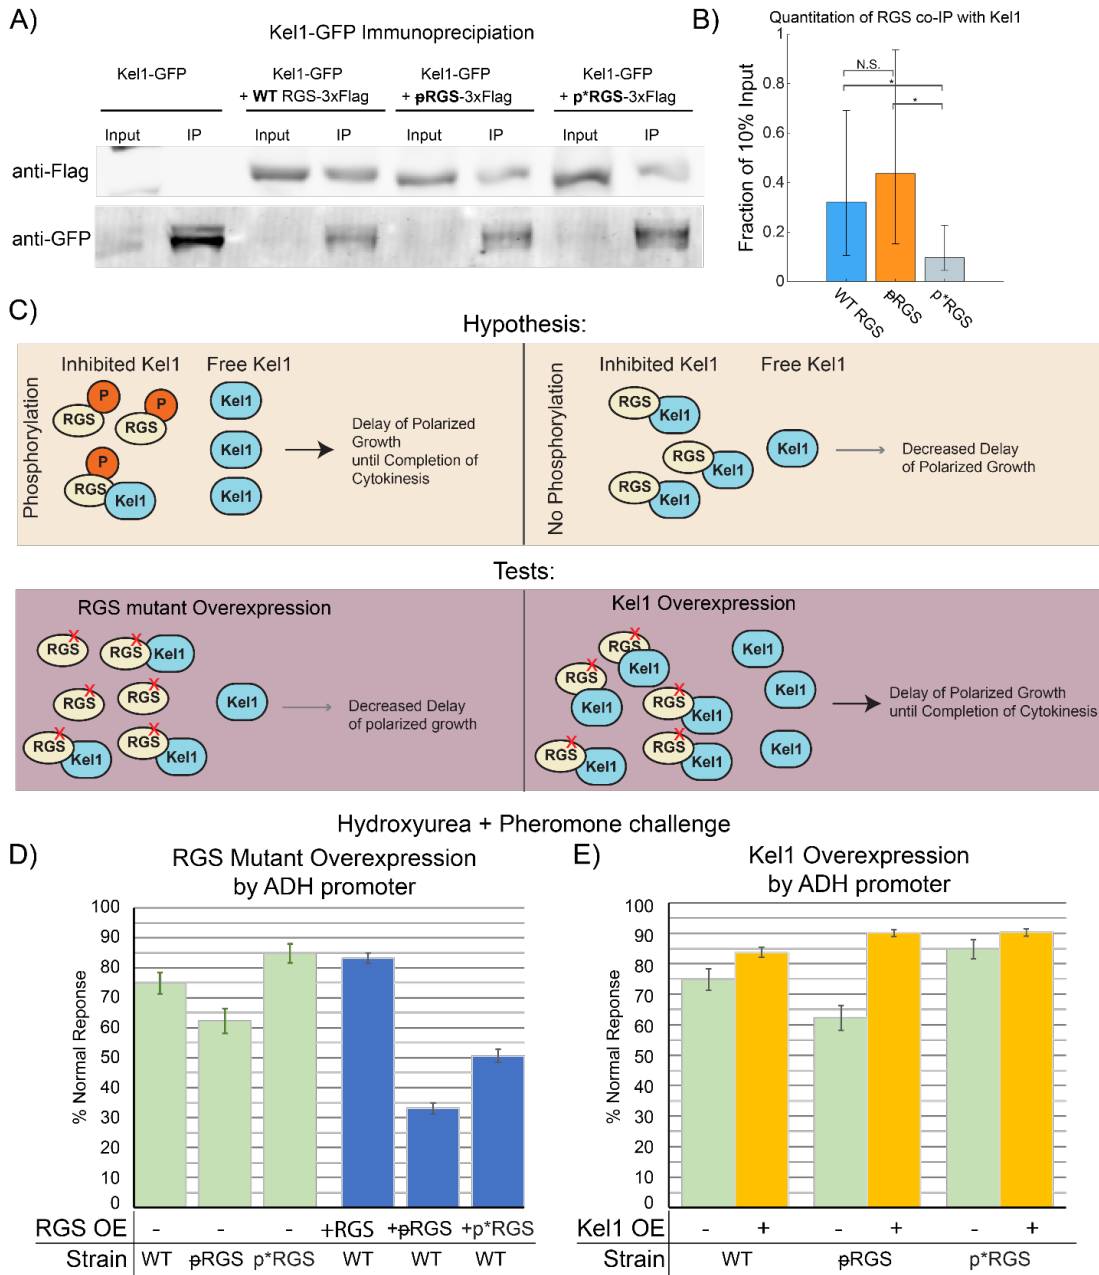 A)
Kel1-GFP Immunoprecipiation
Kel1-GFP
Kel1-GFP
+ WT RGS-3xFlag
Kel1-GFP
+ pRGS-3xFlag
Kel1-GFP
+ p*RGS-3xFlag
Input IP Input IP Input IP Input IP
anti-Flag
anti-GFP
B)
Quantitation of RGS co-IP with Kel1
Fraction of 10% Input
1
0.8
0.6
0.4
0.2
0
N.S.
*
*
WT RGS
pRGS
p*RGS
C)
Hypothesis:
Phosphorylation
Inhibited Kel1 Free Kel1
P
RGS
P
RGS
P
RGS
Kel1
Kel1
Kel1
Kel1
Delay of Polarized
Growth
until Completion of
Cytokinesis
No Phosphorylation
Inhibited Kel1 Free Kel1
RGS
Kel1
RGS
Kel1
RGS
Kel1
Kel1
Decreased Delay
of Polarized Growth
Tests:
RGS mutant Overexpression
X
RGS
X
RGS
Kel1
X
RGS
X
RGS
X
RGS
Kel1
X
RGS
Kel1
Kel1
Decreased Delay
of polarized growth
Kel1 Overexpression
X
RGS
Kel1
X
RGS
Kel1
X
RGS
Kel1
X
RGS
Kel1
X
RGS
Kel1
Kel1
Kel1
Kel1
Delay of Polarized Growth
until Completion of Cytokinesis
Hydroxyurea + Pheromone challenge
D)
RGS Mutant Overexpression
by ADH promoter
% Normal Reponse
100
90
80
70
60
50
40
30
20
10
0
RGS OE - - - +RGS +pRGS +p*RGS
Strain WT pRGS p*RGS WT WT WT
E)
Kel1 Overexpression
by ADH promoter
% Normal Reponse
100
90
80
70
60
50
40
30
20
10
0
Kel1 OE - + - + - +
Strain WT pRGS p*RGS